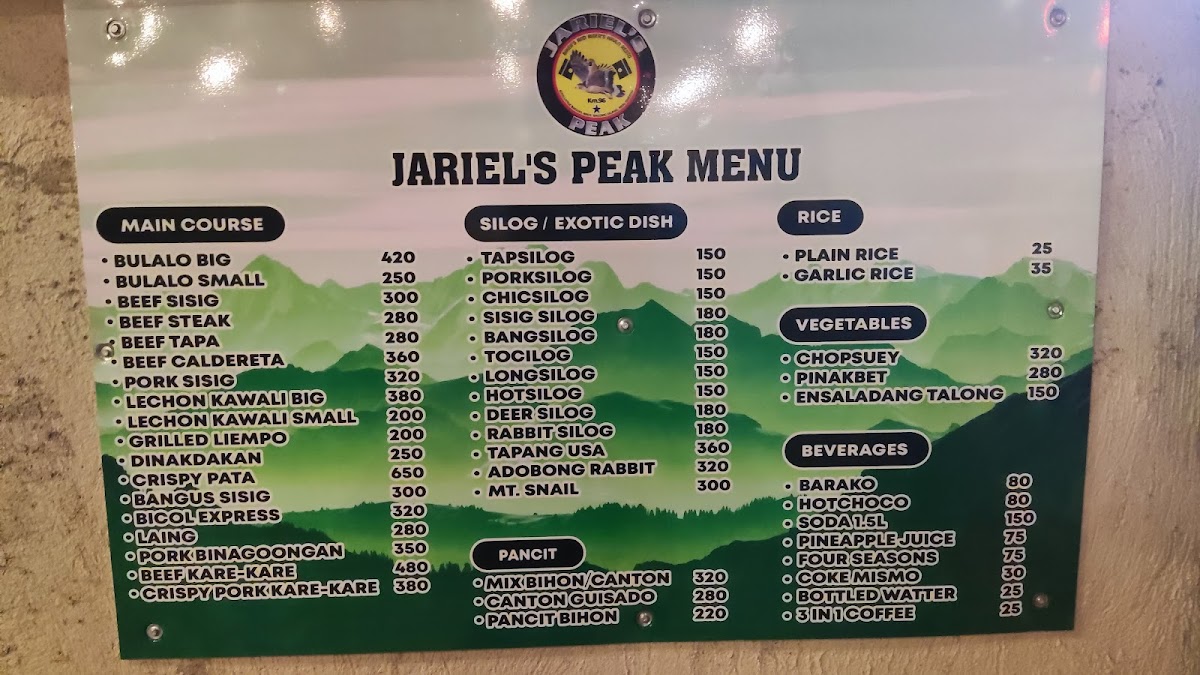 JARIEL'S
Km.96
PEAK
JARIEL'S PEAK MENU
MAIN COURSE
• BULALO BIG 420
• BULALO SMALL 250
• BEEF SISIG 300
• BEEF STEAK 280
• BEEF TAPA 280
• BEEF CALDERETA 360
• PORK SISIG 320
• LECHON KAWALI BIG 380
• LECHON KAWALI SMALL 200
• GRILLED LIEMPO 200
• DINAKDAKAN 250
• CRISPY PATA 650
• BANGUS SISIG 300
• BICOL EXPRESS 320
• LAING 280
• PORK BINAGOONGAN 350
• BEEF KARE-KARE 480
• CRISPY PORK KARE-KARE 380
SILOG / EXOTIC DISH
• TAPSILOG 150
• PORKSILOG 150
• CHICSILOG 150
• SISIG SILOG 180
• BANGSILOG 180
• TOCILOG 150
• LONGSILOG 150
• HOTSILOG 150
• DEER SILOG 180
• RABBIT SILOG 180
• TAPANG USA 360
• ADOBONG RABBIT 320
• MT. SNAIL 300
PANCIT
• MIX BIHON/CANTON 320
• CANTON GUISADO 280
• PANCIT BIHON 220
RICE
• PLAIN RICE 25
• GARLIC RICE 35
VEGETABLES
• CHOPSUEY 320
• PINAKBET 280
• ENSALADANG TALONG 150
BEVERAGES
• BARAKO 80
• HOTCHOCO 80
• SODA 1.5L 150
• PINEAPPLE JUICE 75
• FOUR SEASONS 75
• COKE MISMO 30
• BOTTLED WATTER 25
• 3 IN 1 COFFEE 25